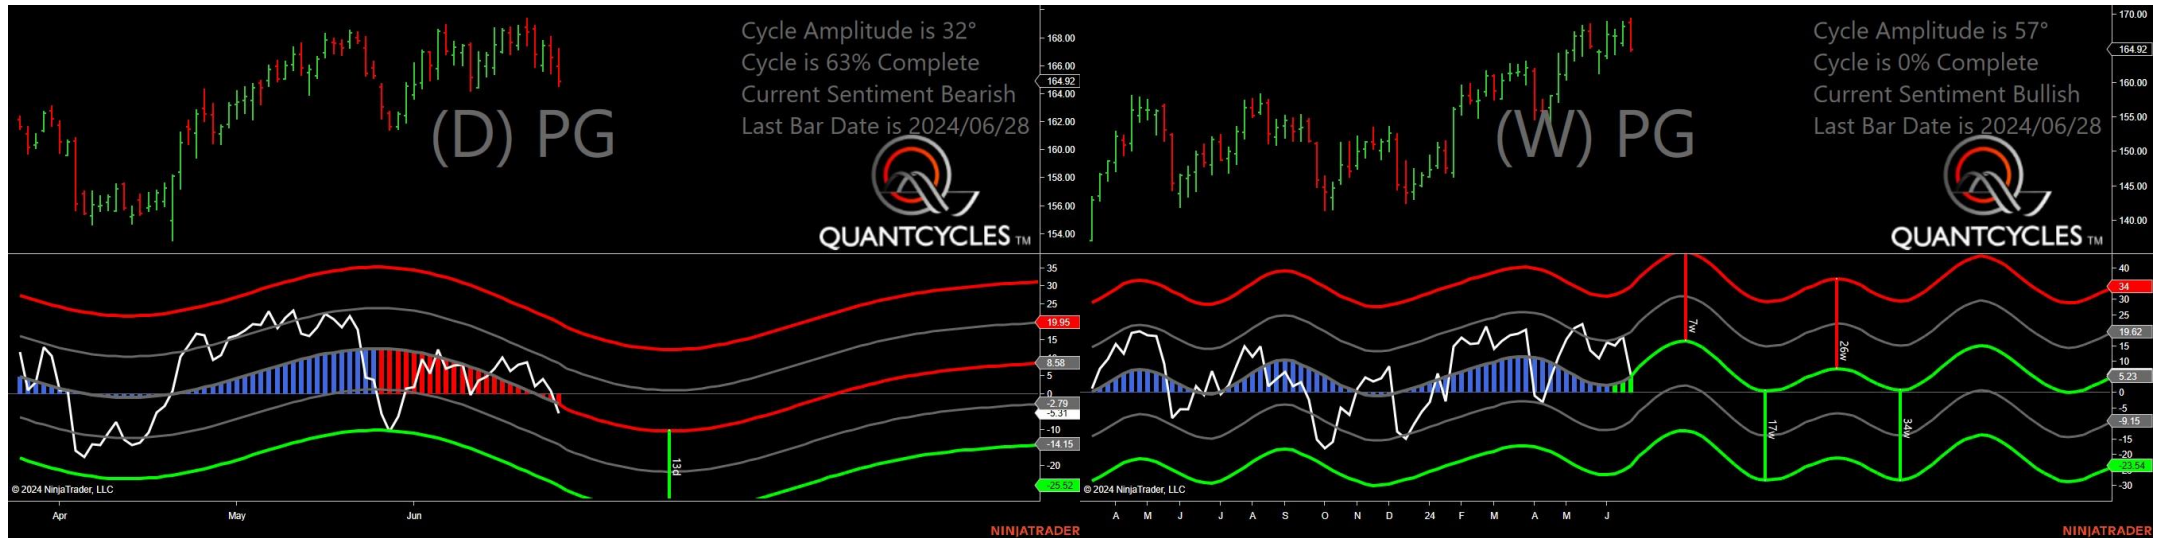 Cycle Amplitude is 32°
Cycle is 63% Complete
Current Sentiment Bearish
Last Bar Date is 2024/06/28
(D) PG
QUANTCYCLES TM
168.00
166.00
164.92
164.00
162.00
160.00
158.00
156.00
154.00
35
30
25
19.95
15
8.58
5
0
-2.79
-5.31
-10
-14.15
-20
-25.52
13d
© 2024 NinjaTrader, LLC
Apr May Jun
NINJATRADER
Cycle Amplitude is 57°
Cycle is 0% Complete
Current Sentiment Bullish
Last Bar Date is 2024/06/28
(W) PG
QUANTCYCLES TM
170.00
164.92
160.00
155.00
150.00
145.00
140.00
40
34
30
25
19.62
15
10
5.23
0
-5
-9.15
-15
-20
-23.54
-30
7w
26w
17w
34w
© 2024 NinjaTrader, LLC
A M J J A S O N D 24 F M A M J
NINJATRADER